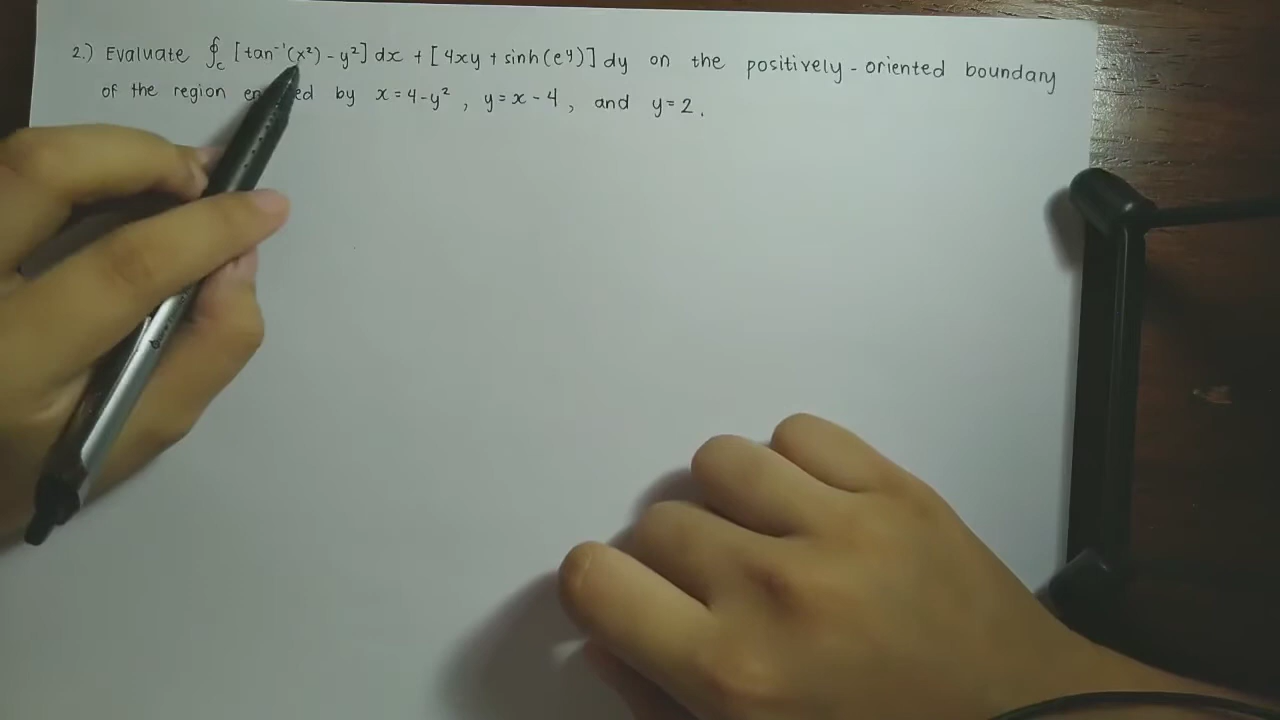 2.) Evaluate ∮c [tan⁻¹(x²) - y²] dx + [4xy + sinh(eʸ)] dy on the positively-oriented boundary
of the region by x = 4 - y² , y = x - 4 , and y = 2 .